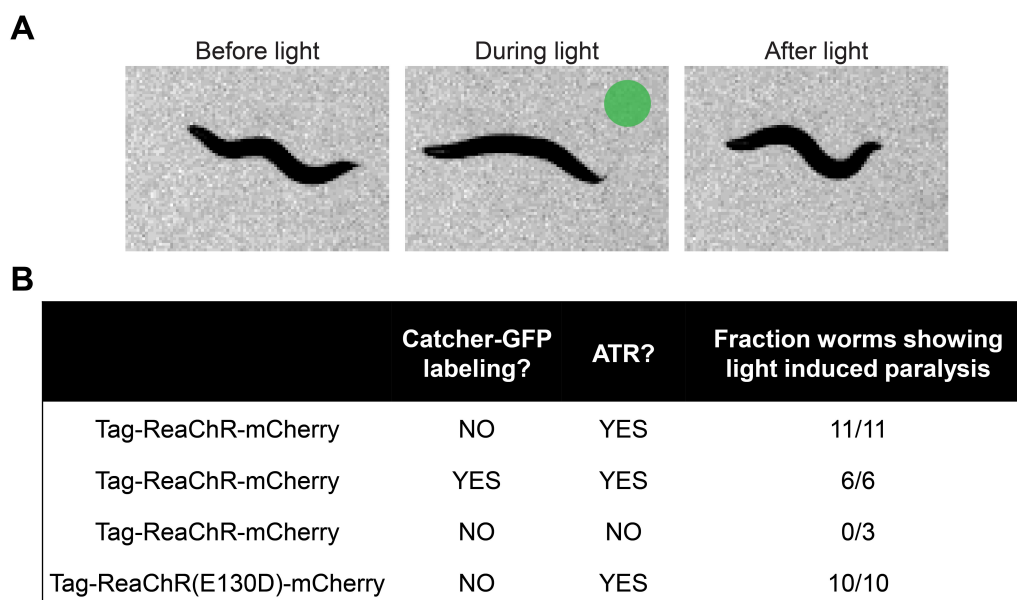 A
Before light During light After light
B
Catcher-GFP labeling? ATR? Fraction worms showing light induced paralysis
Tag-ReaChR-mCherry NO YES 11/11
Tag-ReaChR-mCherry YES YES 6/6
Tag-ReaChR-mCherry NO NO 0/3
Tag-ReaChR(E130D)-mCherry NO YES 10/10